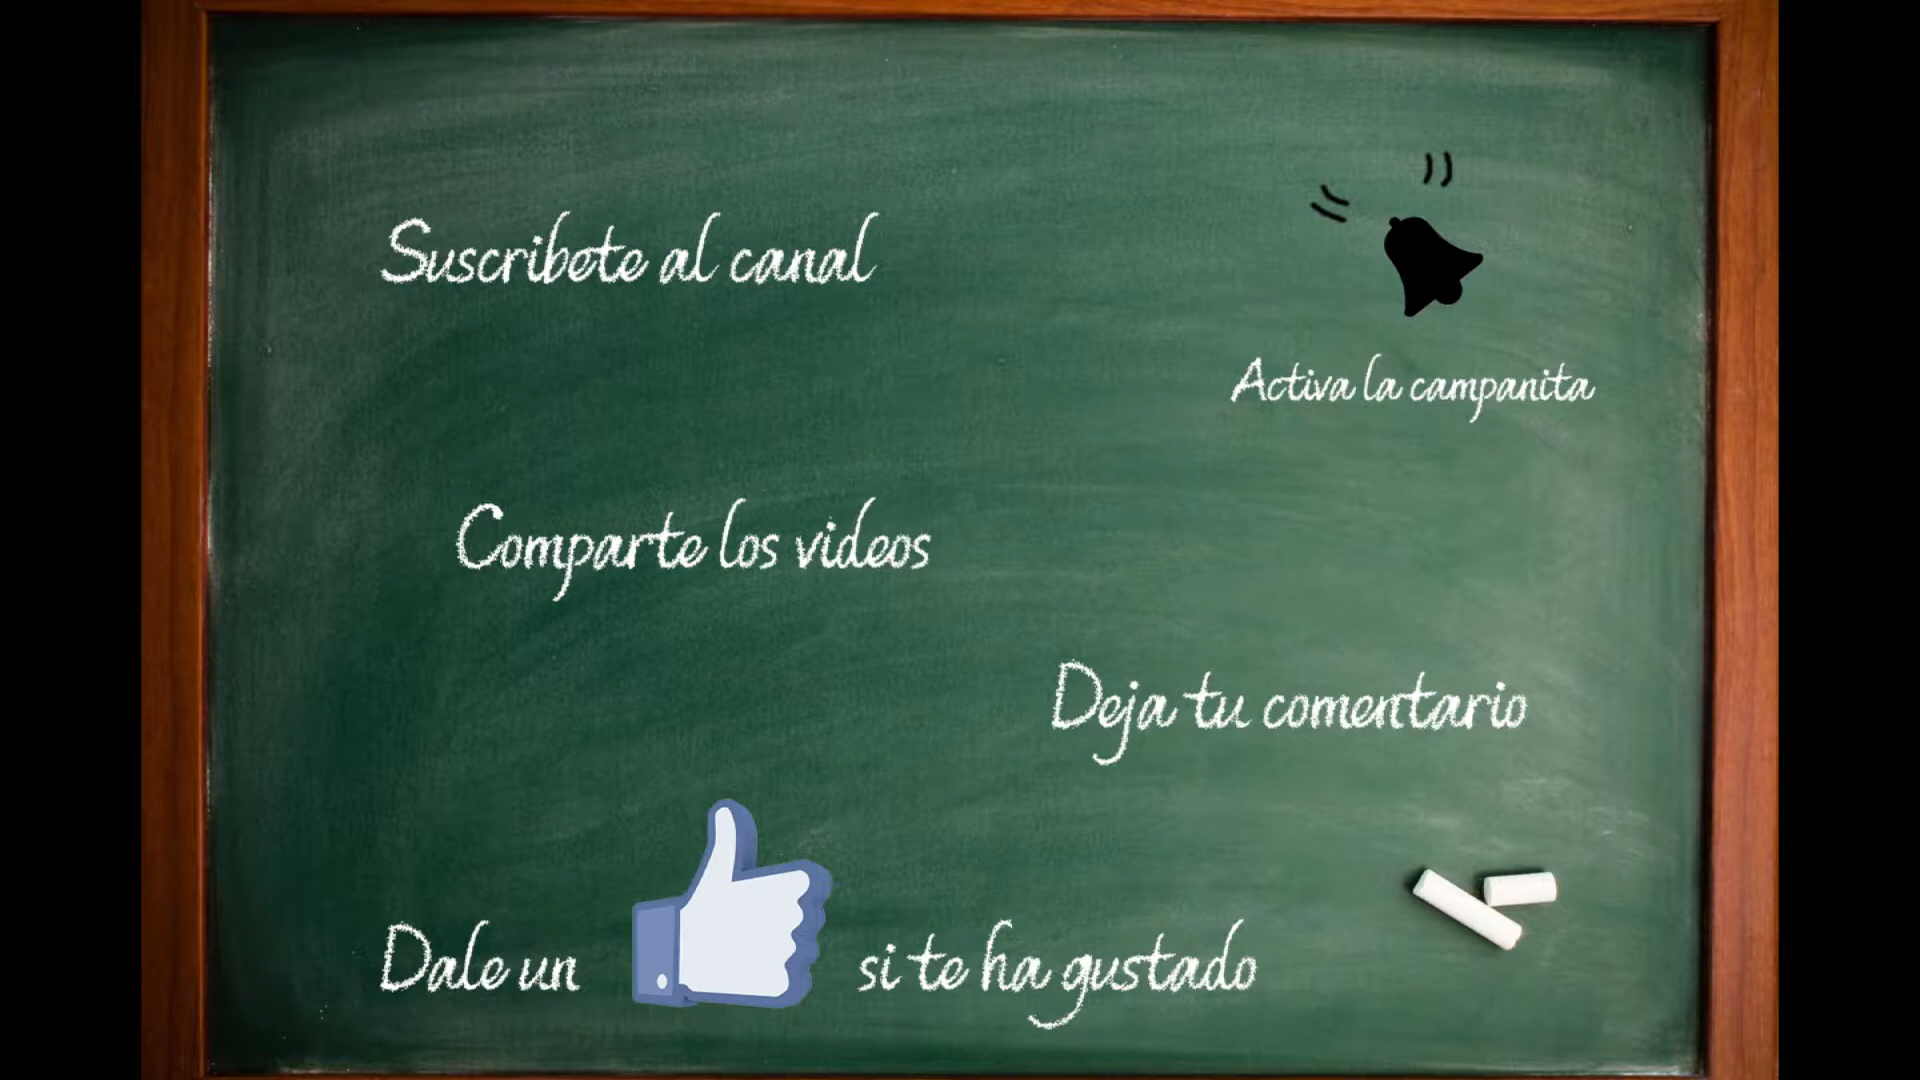 Suscribete al canal
Activa la campanita
Comparte los videos
Deja tu comentario
Dale un si te ha gustado